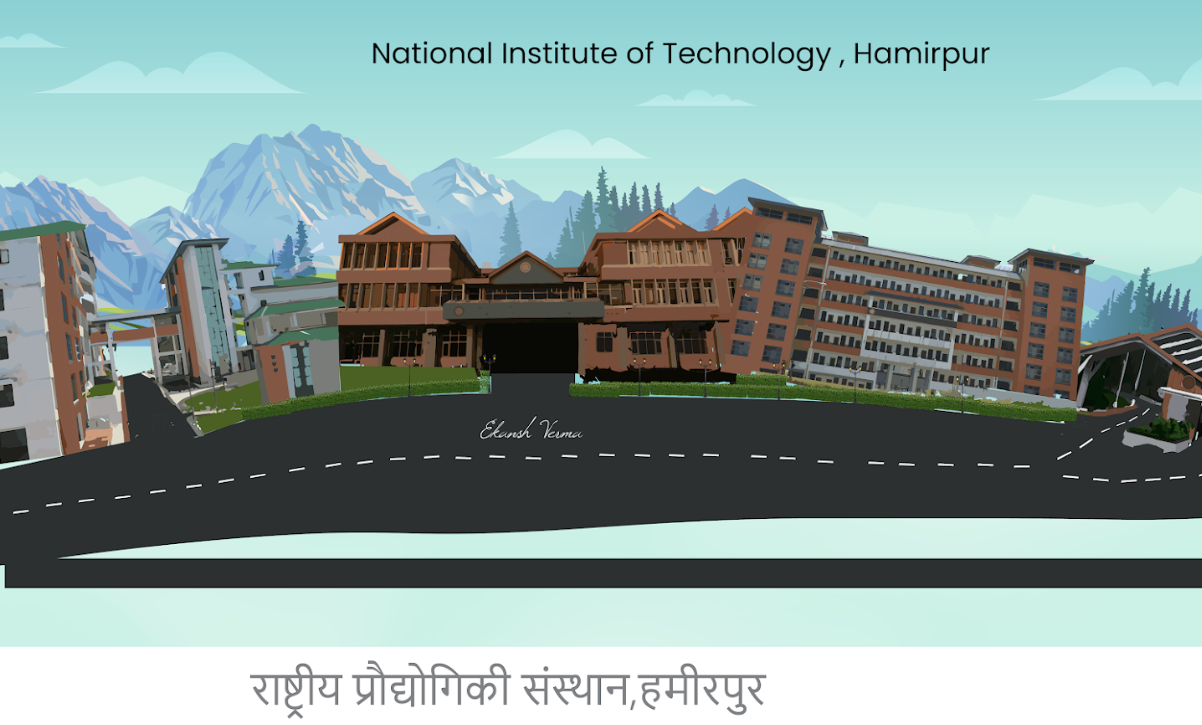 National Institute of Technology , Hamirpur
Ekansh Verma
राष्ट्रीय प्रौद्योगिकी संस्थान,हमीरपुर